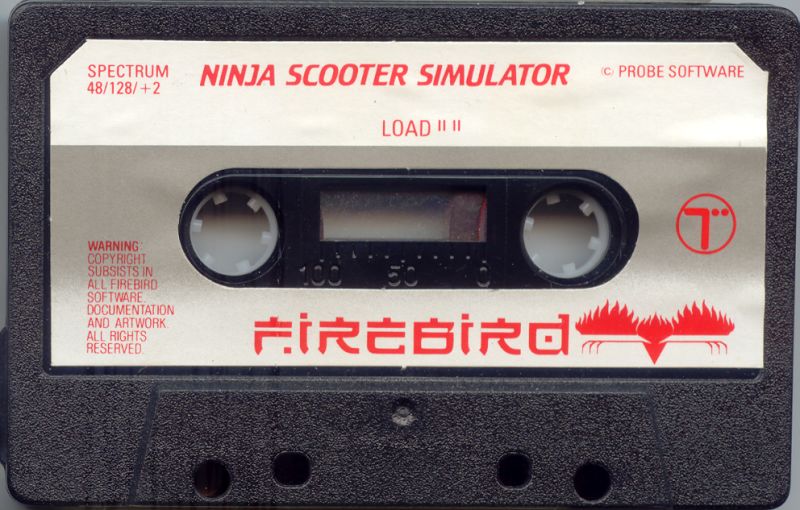 SPECTRUM
48/128/+2
NINJA SCOOTER SIMULATOR
© PROBE SOFTWARE
LOAD " "
100 50 0
WARNING:
COPYRIGHT
SUBSISTS IN
ALL FIREBIRD
SOFTWARE,
DOCUMENTATION
AND ARTWORK.
ALL RIGHTS
RESERVED.
FIREBIRD